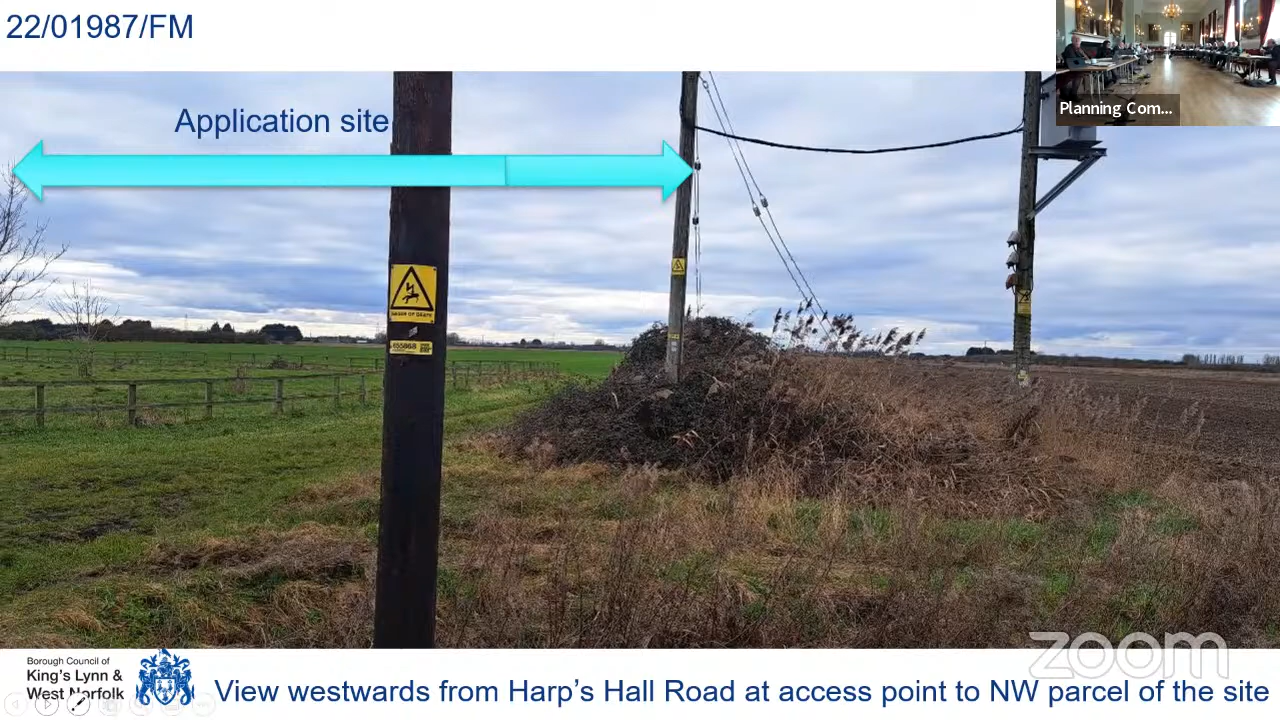 22/01987/FM
Planning Com...
Application site
DANGER OF DEATH
Borough Council of
King's Lynn &
West Norfolk
zoom
View westwards from Harp's Hall Road at access point to NW parcel of the site